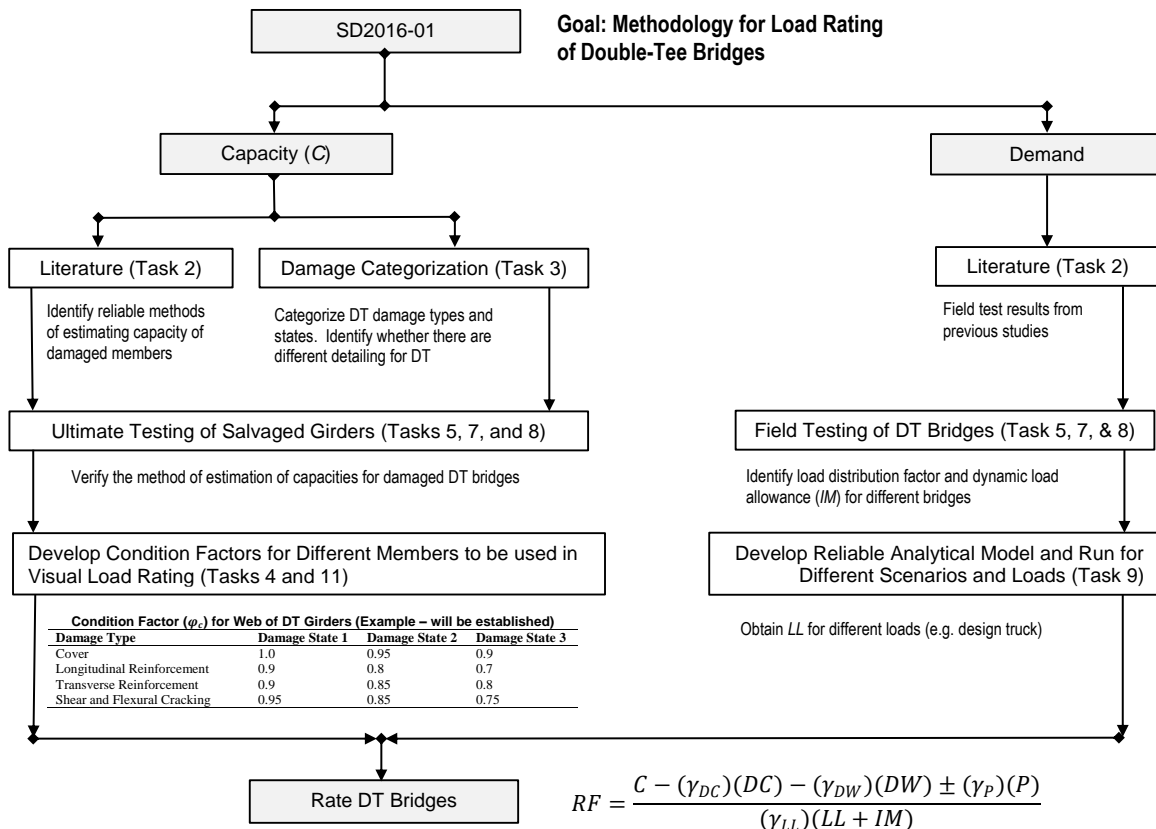 SD2016-01
Goal: Methodology for Load Rating
of Double-Tee Bridges
Capacity (C)
Demand
Literature (Task 2)
Damage Categorization (Task 3)
Literature (Task 2)
Identify reliable methods
of estimating capacity of
damaged members
Categorize DT damage types and
states. Identify whether there are
different detailing for DT
Field test results from
previous studies
Ultimate Testing of Salvaged Girders (Tasks 5, 7, and 8)
Field Testing of DT Bridges (Task 5, 7, & 8)
Verify the method of estimation of capacities for damaged DT bridges
Identify load distribution factor and dynamic load
allowance (IM) for different bridges
Develop Condition Factors for Different Members to be used in
Visual Load Rating (Tasks 4 and 11)
Develop Reliable Analytical Model and Run for
Different Scenarios and Loads (Task 9)
Condition Factor (φc) for Web of DT Girders (Example – will be established)
Damage Type Damage State 1 Damage State 2 Damage State 3
Cover 1.0 0.95 0.9
Longitudinal Reinforcement 0.9 0.8 0.7
Transverse Reinforcement 0.9 0.85 0.8
Shear and Flexural Cracking 0.95 0.85 0.75
Obtain LL for different loads (e.g. design truck)
Rate DT Bridges
RF = (C − (γDC)(DC) − (γDW)(DW) ± (γP)(P)) / ((γLL)(LL + IM))